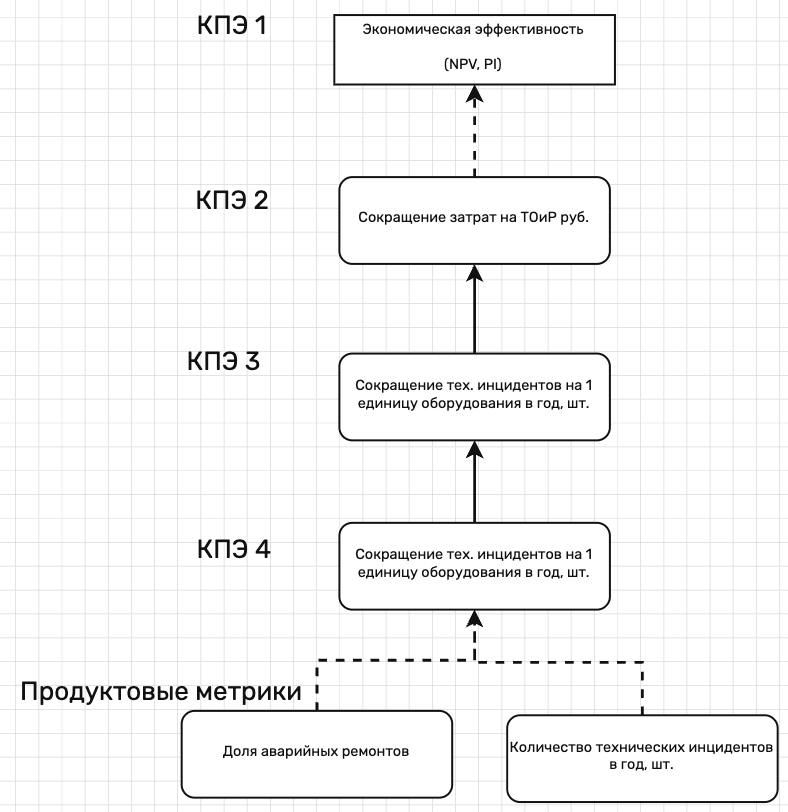 КПЭ 1
Экономическая эффективность
(NPV, PI)
КПЭ 2
Сокращение затрат на ТОиР руб.
КПЭ 3
Сокращение тех. инцидентов на 1
единицу оборудования в год, шт.
КПЭ 4
Сокращение тех. инцидентов на 1
единицу оборудования в год, шт.
Продуктовые метрики
Доля аварийных ремонтов
Количество технических инцидентов
в год, шт.